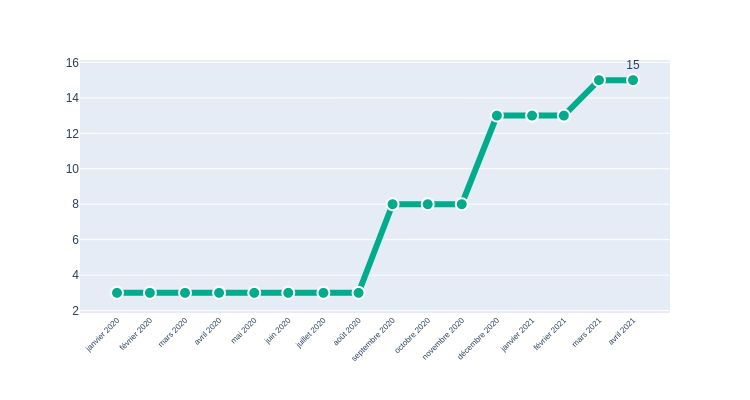 15
16
14
12
10
8
6
4
2
janvier 2020
février 2020
mars 2020
avril 2020
mai 2020
juin 2020
juillet 2020
août 2020
septembre 2020
octobre 2020
novembre 2020
décembre 2020
janvier 2021
février 2021
mars 2021
avril 2021